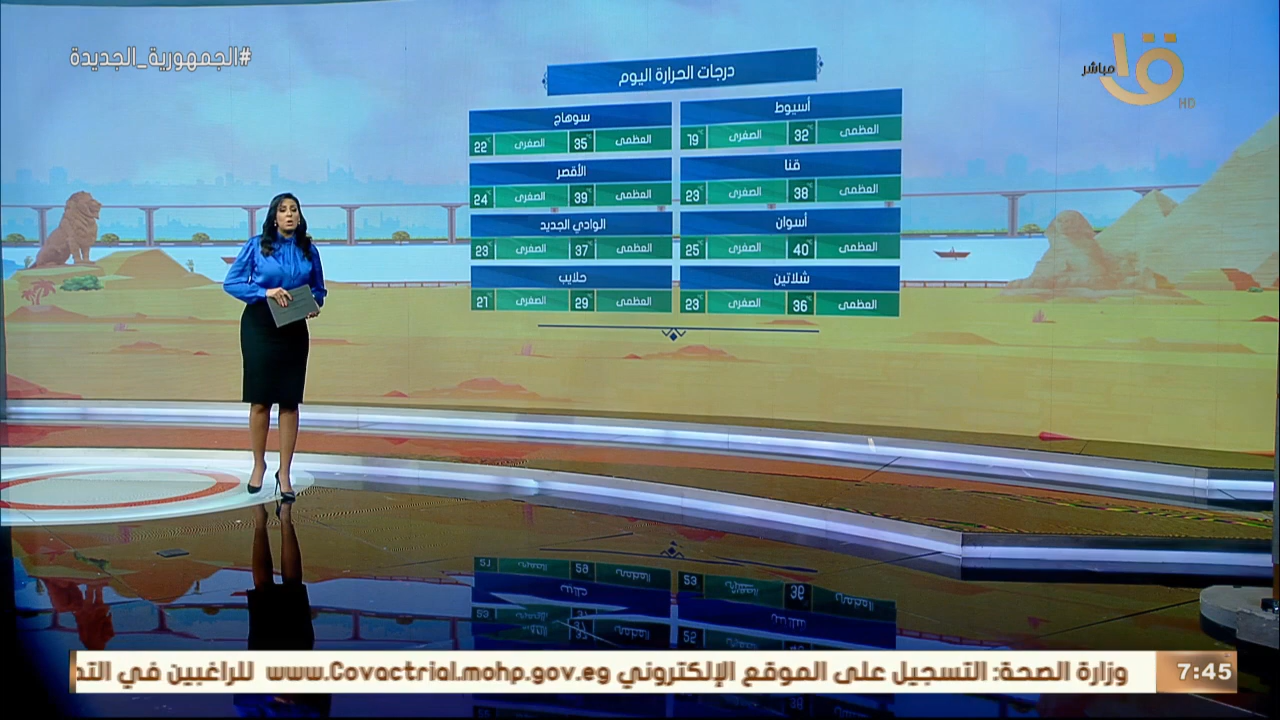 #الجمهورية_الجديدة
مباشر
HD
درجات الحرارة اليوم
أسيوط
العظمى 32 الصغرى 19
سوهاج
العظمى 35 الصغرى 22
قنا
العظمى 38 الصغرى 23
الأقصر
العظمى 39 الصغرى 24
أسوان
العظمى 40 الصغرى 25
الوادي الجديد
العظمى 37 الصغرى 23
شلاتين
العظمى 36 الصغرى 23
حلايب
العظمى 29 الصغرى 21
7:45
وزارة الصحة: التسجيل على الموقع الإلكتروني www.Covactrial.mohp.gov.eg للراغبين في